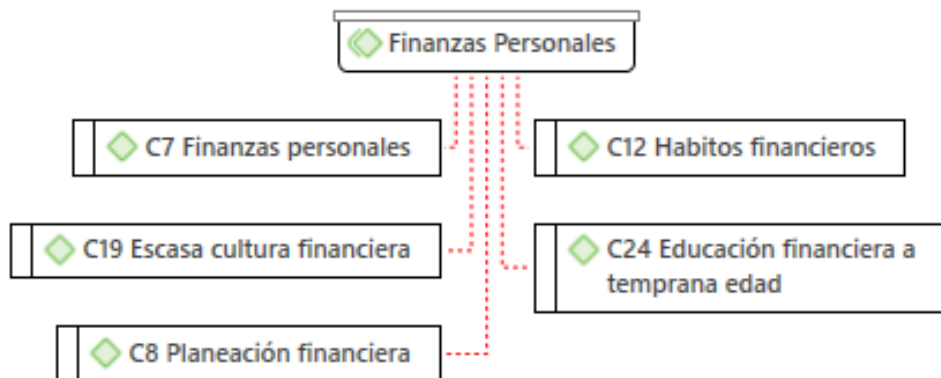 Finanzas Personales
C7 Finanzas personales
C12 Habitos financieros
C19 Escasa cultura financiera
C24 Educación financiera a
temprana edad
C8 Planeación financiera